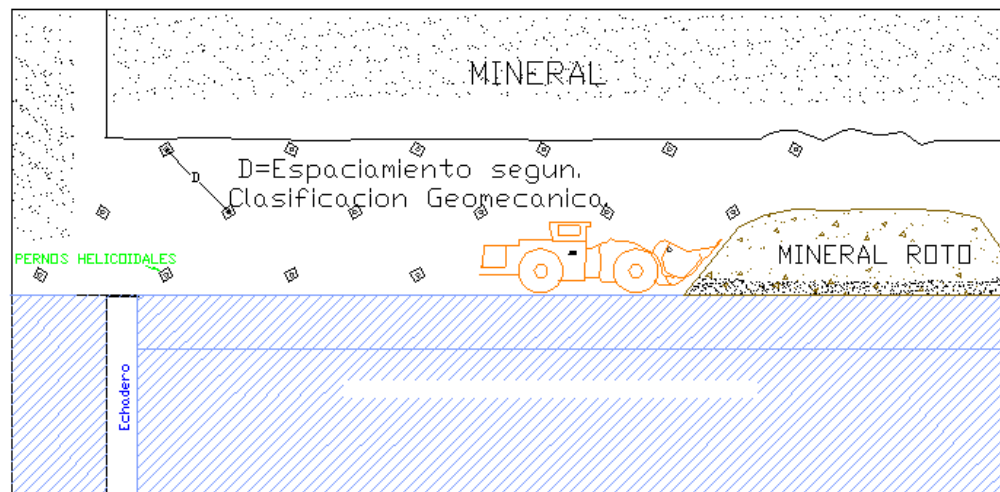 MINERAL
D
D=Espaciamiento segun.
Clasificacion Geomecanica.
PERNOS HELICOIDALES
MINERAL ROTO
Echadero